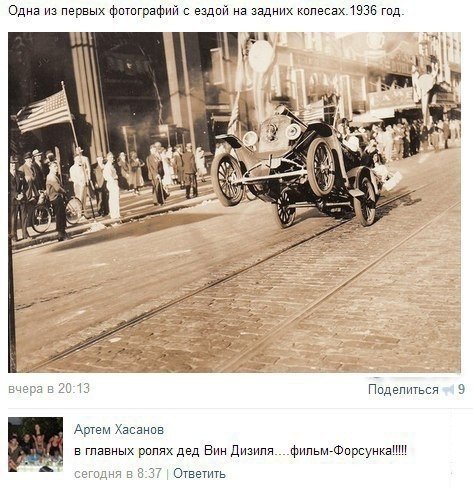 Одна из первых фотографий с ездой на задних колесах.1936 год.
вчера в 20:13
Поделиться 9
Артем Хасанов
в главных ролях дед Вин Дизиля....фильм-Форсунка!!!!!
сегодня в 8:37 | Ответить